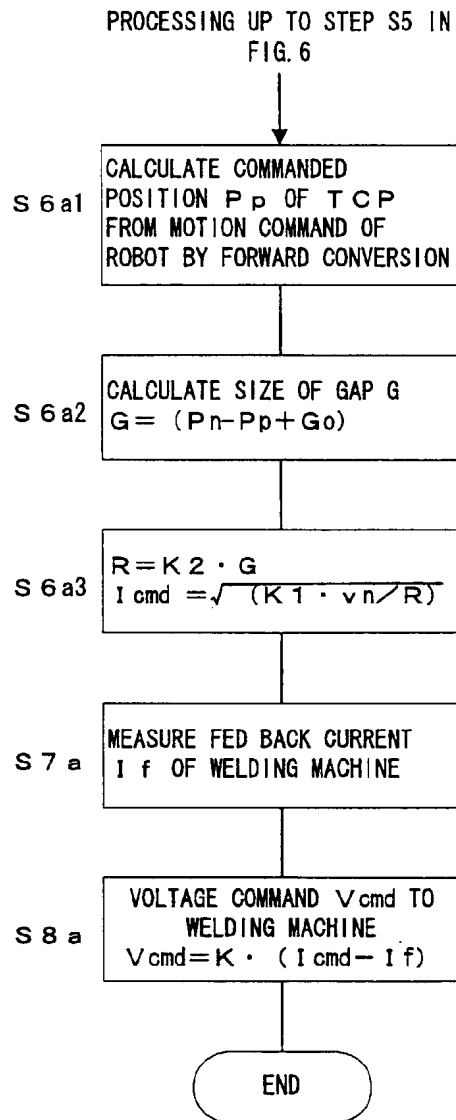 PROCESSING UP TO STEP S5 IN
FIG. 6
S6a1
CALCULATE COMMANDED
POSITION Pp OF TCP
FROM MOTION COMMAND OF
ROBOT BY FORWARD CONVERSION
S6a2
CALCULATE SIZE OF GAP G
G=(Pn-Pp+Go)
S6a3
R=K2・G
Icmd=√(K1・vn/R)
S7a
MEASURE FED BACK CURRENT
If OF WELDING MACHINE
S8a
VOLTAGE COMMAND Vcmd TO
WELDING MACHINE
Vcmd=K・(Icmd-If)
END